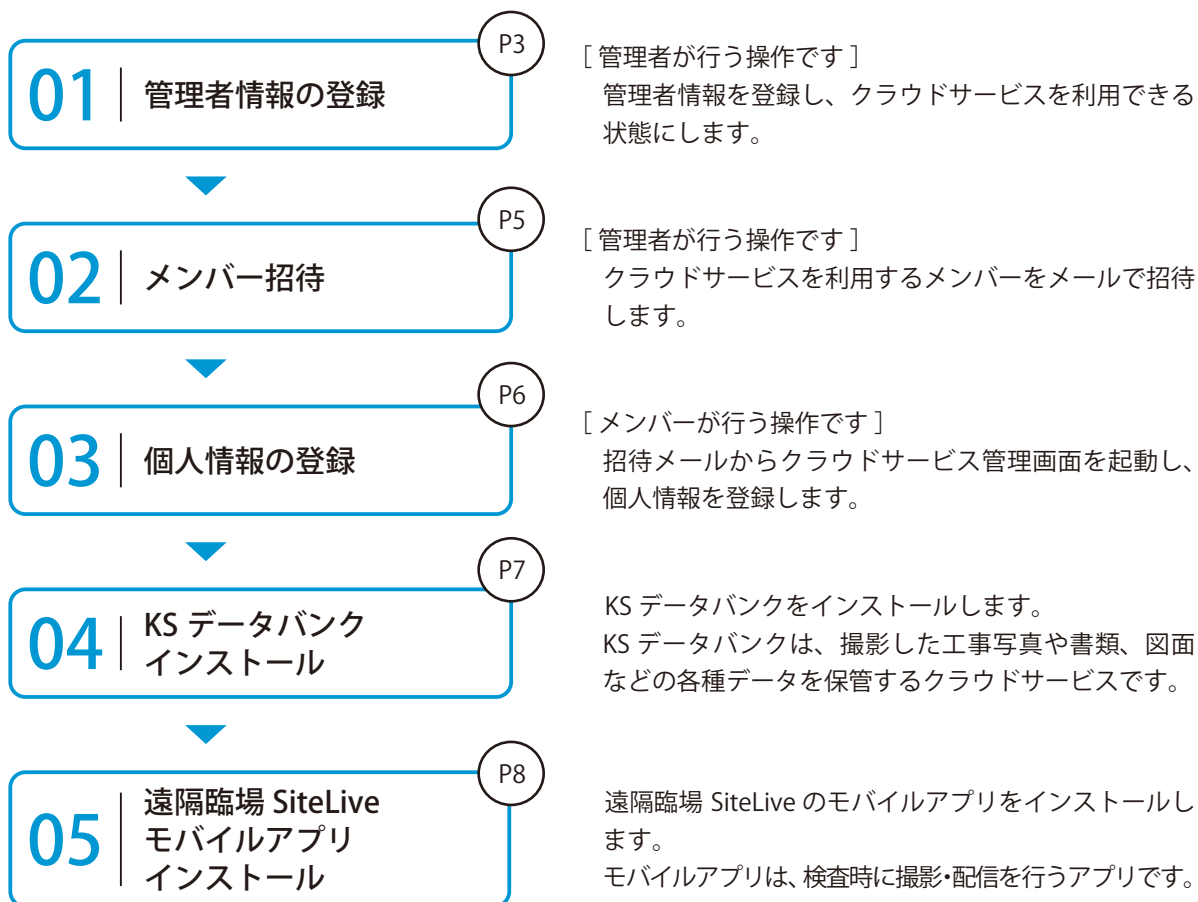 P3
01 管理者情報の登録
[ 管理者が行う操作です ]
管理者情報を登録し、クラウドサービスを利用できる
状態にします。
P5
02 メンバー招待
[ 管理者が行う操作です ]
クラウドサービスを利用するメンバーをメールで招待
します。
P6
03 個人情報の登録
[ メンバーが行う操作です ]
招待メールからクラウドサービス管理画面を起動し、
個人情報を登録します。
P7
04 KS データバンク
インストール
KS データバンクをインストールします。
KS データバンクは、撮影した工事写真や書類、図面
などの各種データを保管するクラウドサービスです。
P8
05 遠隔臨場 SiteLive
モバイルアプリ
インストール
遠隔臨場 SiteLive のモバイルアプリをインストールし
ます。
モバイルアプリは、検査時に撮影・配信を行うアプリです。